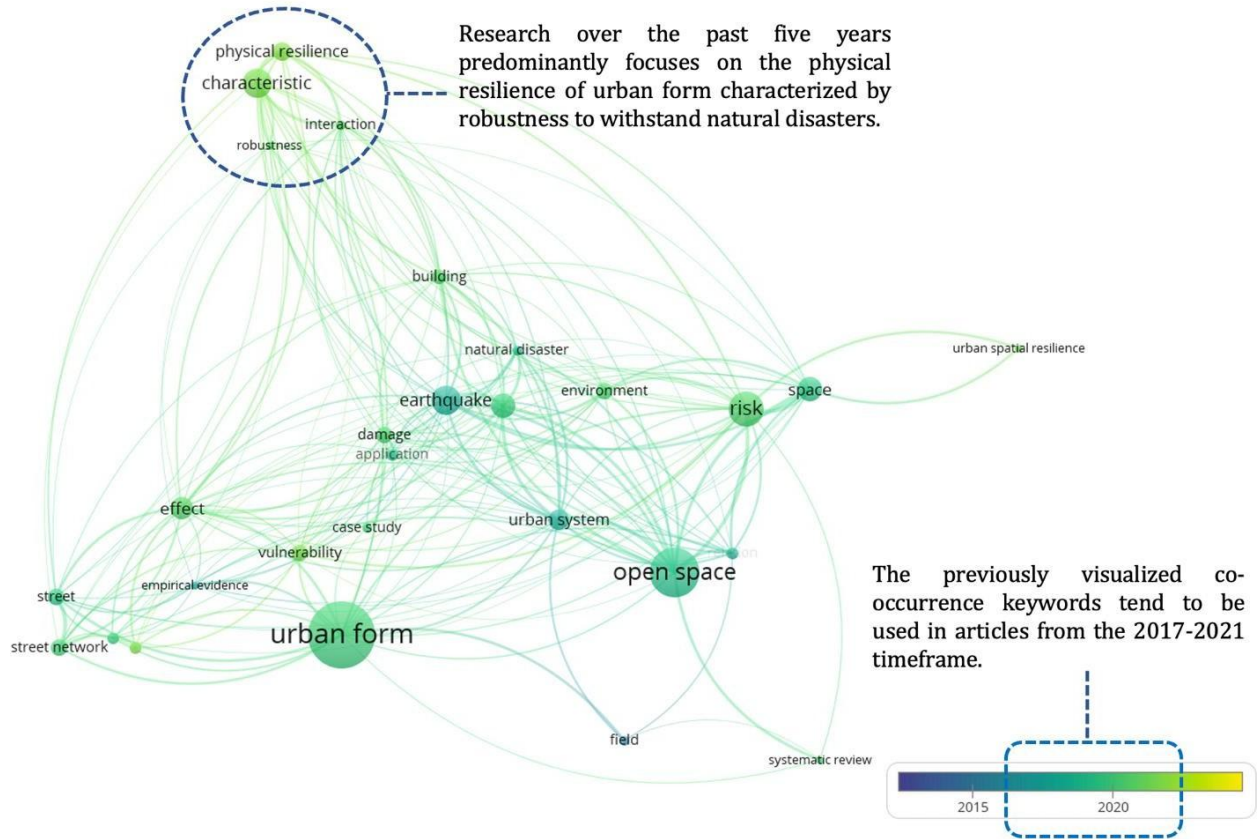 physical resilience
characteristic
interaction
robustness
Research over the past five years
predominantly focuses on the physical
resilience of urban form characterized by
robustness to withstand natural disasters.
building
natural disaster
urban spatial resilience
earthquake
environment
space
risk
damage
application
effect
case study
urban system
vulnerability
open space
empirical evidence
street
urban form
street network
The previously visualized co-
occurrence keywords tend to be
used in articles from the 2017-2021
timeframe.
field
systematic review
2015
2020